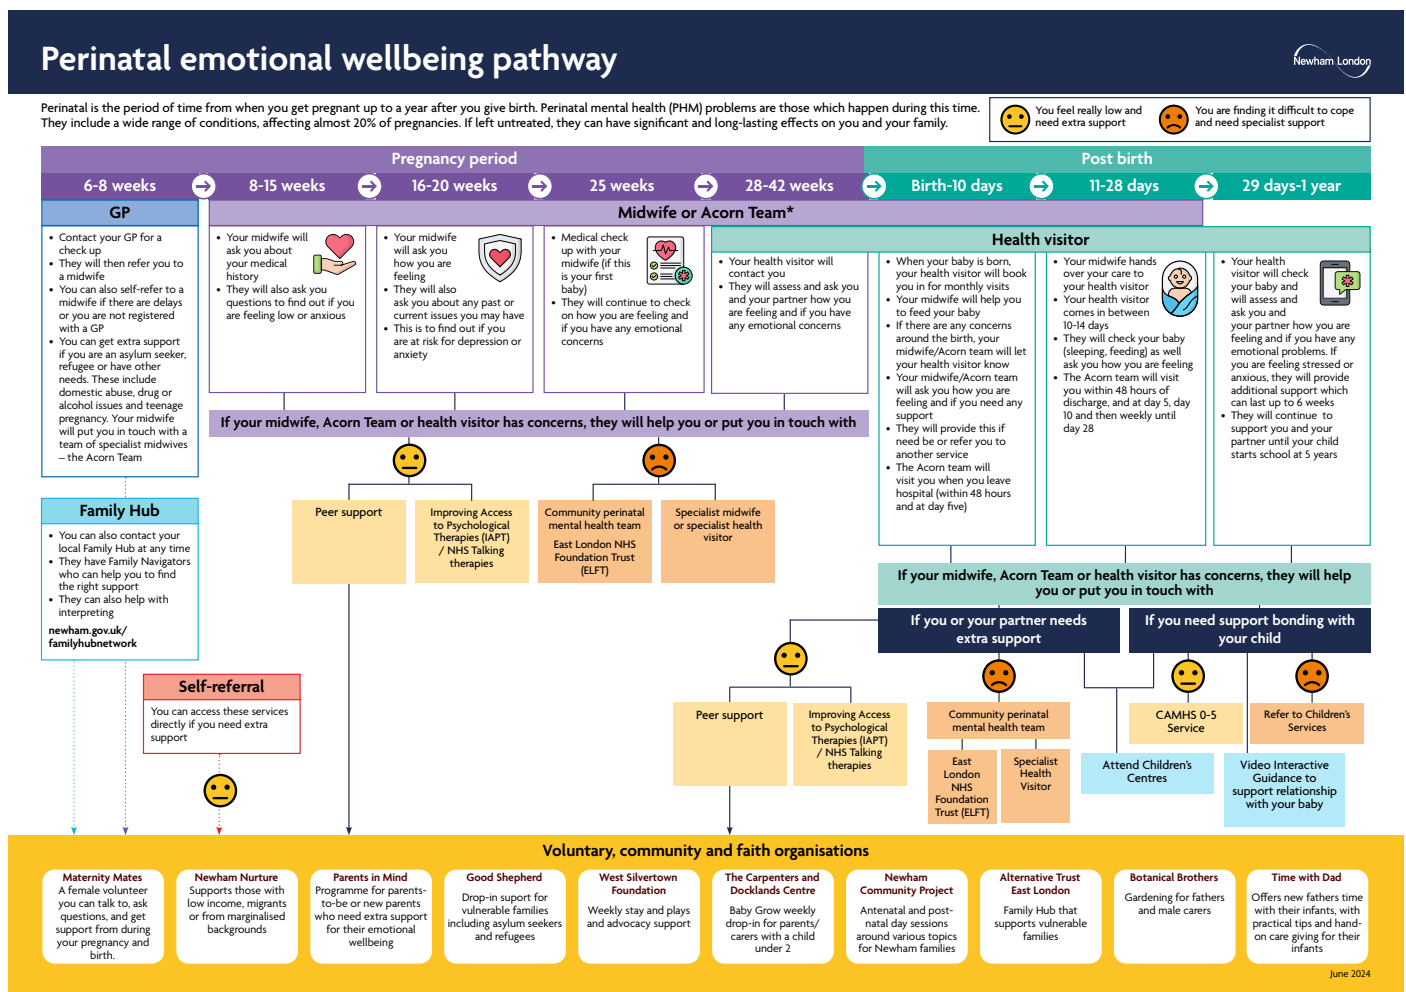 Perinatal emotional wellbeing pathway
Newham London
Perinatal is the period of time from when you get pregnant up to a year after you give birth. Perinatal mental health (PHM) problems are those which happen during this time.
They include a wide range of conditions, affecting almost 20% of pregnancies. If left untreated, they can have significant and long-lasting effects on you and your family.
You feel really low and
need extra support
You are finding it difficult to cope
and need specialist support
Pregnancy period
Post birth
6-8 weeks
8-15 weeks
16-20 weeks
25 weeks
28-42 weeks
Birth-10 days
11-28 days
29 days-1 year
GP
Midwife or Acorn Team*
Health visitor
• Contact your GP for a
check up
• They will then refer you to
a midwife
• You can also self-refer to a
midwife if there are delays
or you are not registered
with a GP
• You can get extra support
if you are an asylum seeker,
refugee or have other
needs. These include
domestic abuse, drug or
alcohol issues and teenage
pregnancy. Your midwife
will put you in touch with a
team of specialist midwives
– the Acorn Team
• Your midwife will
ask you about
your medical
history
• They will also ask you
questions to find out if you
are feeling low or anxious
• Your midwife
will ask you
how you are
feeling
• They will also
ask you about any past or
current issues you may have
• This is to find out if you
are at risk for depression or
anxiety
• Medical check
up with your
midwife (if this
is your first
baby)
• They will continue to check
on how you are feeling and
if you have any emotional
concerns
• Your health visitor will
contact you
• They will assess and ask you
and your partner how you
are feeling and if you have
any emotional concerns
• When your baby is born,
your health visitor will book
you in for monthly visits
• Your midwife will help you
to feed your baby
• If there are any concerns
around the birth, your
midwife/Acorn team will let
your health visitor know
• Your midwife/Acorn team
will ask you how you are
feeling and if you need any
support
• They will provide this if
need be or refer you to
another service
• The Acorn team will
visit you when you leave
hospital (within 48 hours
and at day five)
• Your midwife hands
over your care to
your health visitor
• Your health visitor
comes in between
10-14 days
• They will check your baby
(sleeping, feeding) as well
ask you how you are feeling
• The Acorn team will visit
you within 48 hours of
discharge, and at day 5, day
10 and then weekly until
day 28
• Your health
visitor will check
your baby and
will assess and
ask you and
your partner how you are
feeling and if you have any
emotional problems. If
you are feeling stressed or
anxious, they will provide
additional support which
can last up to 6 weeks
• They will continue to
support you and your
partner until your child
starts school at 5 years
If your midwife, Acorn Team or health visitor has concerns, they will help you or put you in touch with
Peer support
Improving Access
to Psychological
Therapies (IAPT)
/ NHS Talking
therapies
Community perinatal
mental health team
East London NHS
Foundation Trust
(ELFT)
Specialist midwife
or specialist health
visitor
Family Hub
• You can also contact your
local Family Hub at any time
• They have Family Navigators
who can help you to find
the right support
• They can also help with
interpreting
newham.gov.uk/
familyhubnetwork
Self-referral
You can access these services
directly if you need extra
support
If your midwife, Acorn Team or health visitor has concerns, they will help
you or put you in touch with
If you or your partner needs
extra support
If you need support bonding with
your child
Peer support
Improving Access
to Psychological
Therapies (IAPT)
/ NHS Talking
therapies
Community perinatal
mental health team
East
London
NHS
Foundation
Trust (ELFT)
Specialist
Health
Visitor
CAMHS 0-5
Service
Refer to Children's
Services
Attend Children's
Centres
Video Interactive
Guidance to
support relationship
with your baby
Voluntary, community and faith organisations
Maternity Mates
A female volunteer
you can talk to, ask
questions, and get
support from during
your pregnancy and
birth.
Newham Nurture
Supports those with
low income, migrants
or from marginalised
backgrounds
Parents in Mind
Programme for parents-
to-be or new parents
who need extra support
for their emotional
wellbeing
Good Shepherd
Drop-in suport for
vulnerable families
including asylum seekers
and refugees
West Silvertown
Foundation
Weekly stay and plays
and advocacy support
The Carpenters and
Docklands Centre
Baby Grow weekly
drop-in for parents/
carers with a child
under 2
Newham
Community Project
Antenatal and post-
natal day sessions
around various topics
for Newham families
Alternative Trust
East London
Family Hub that
supports vulnerable
families
Botanical Brothers
Gardening for fathers
and male carers
Time with Dad
Offers new fathers time
with their infants, with
practical tips and hand-
on care giving for their
infants
June 2024